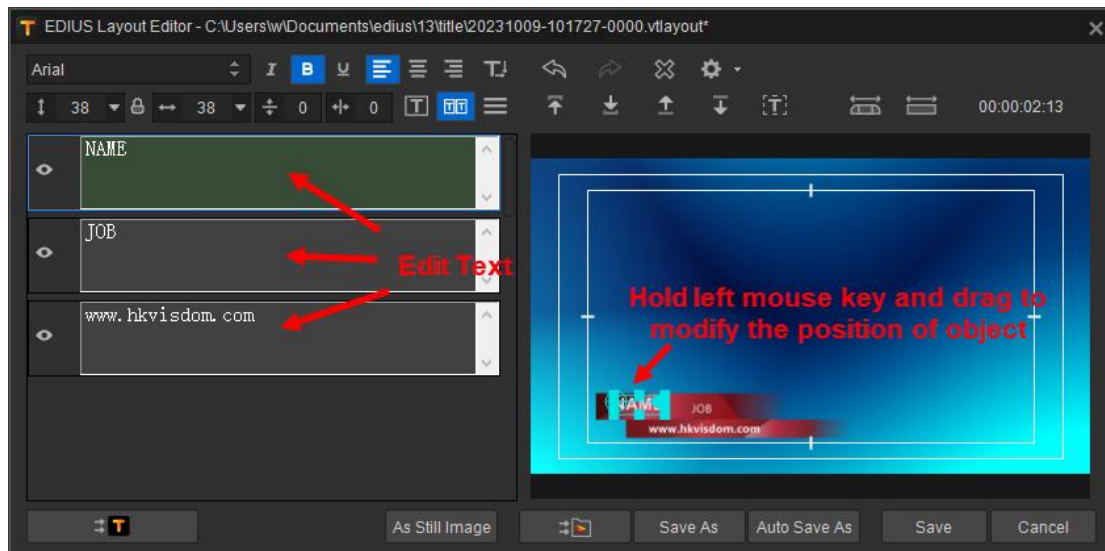 EDIUS Layout Editor - C:\Users\w\Documents\edius\13\title\20231009-101727-0000.vtlayout*
Arial
I B U
38 38 0 0
00:00:02:13
NAME
JOB
Edit Text
www.hkvisdom.com
Hold left mouse key and drag to
modify the position of object
NAME
JOB
www.hkvisdom.com
As Still Image
Save As
Auto Save As
Save
Cancel